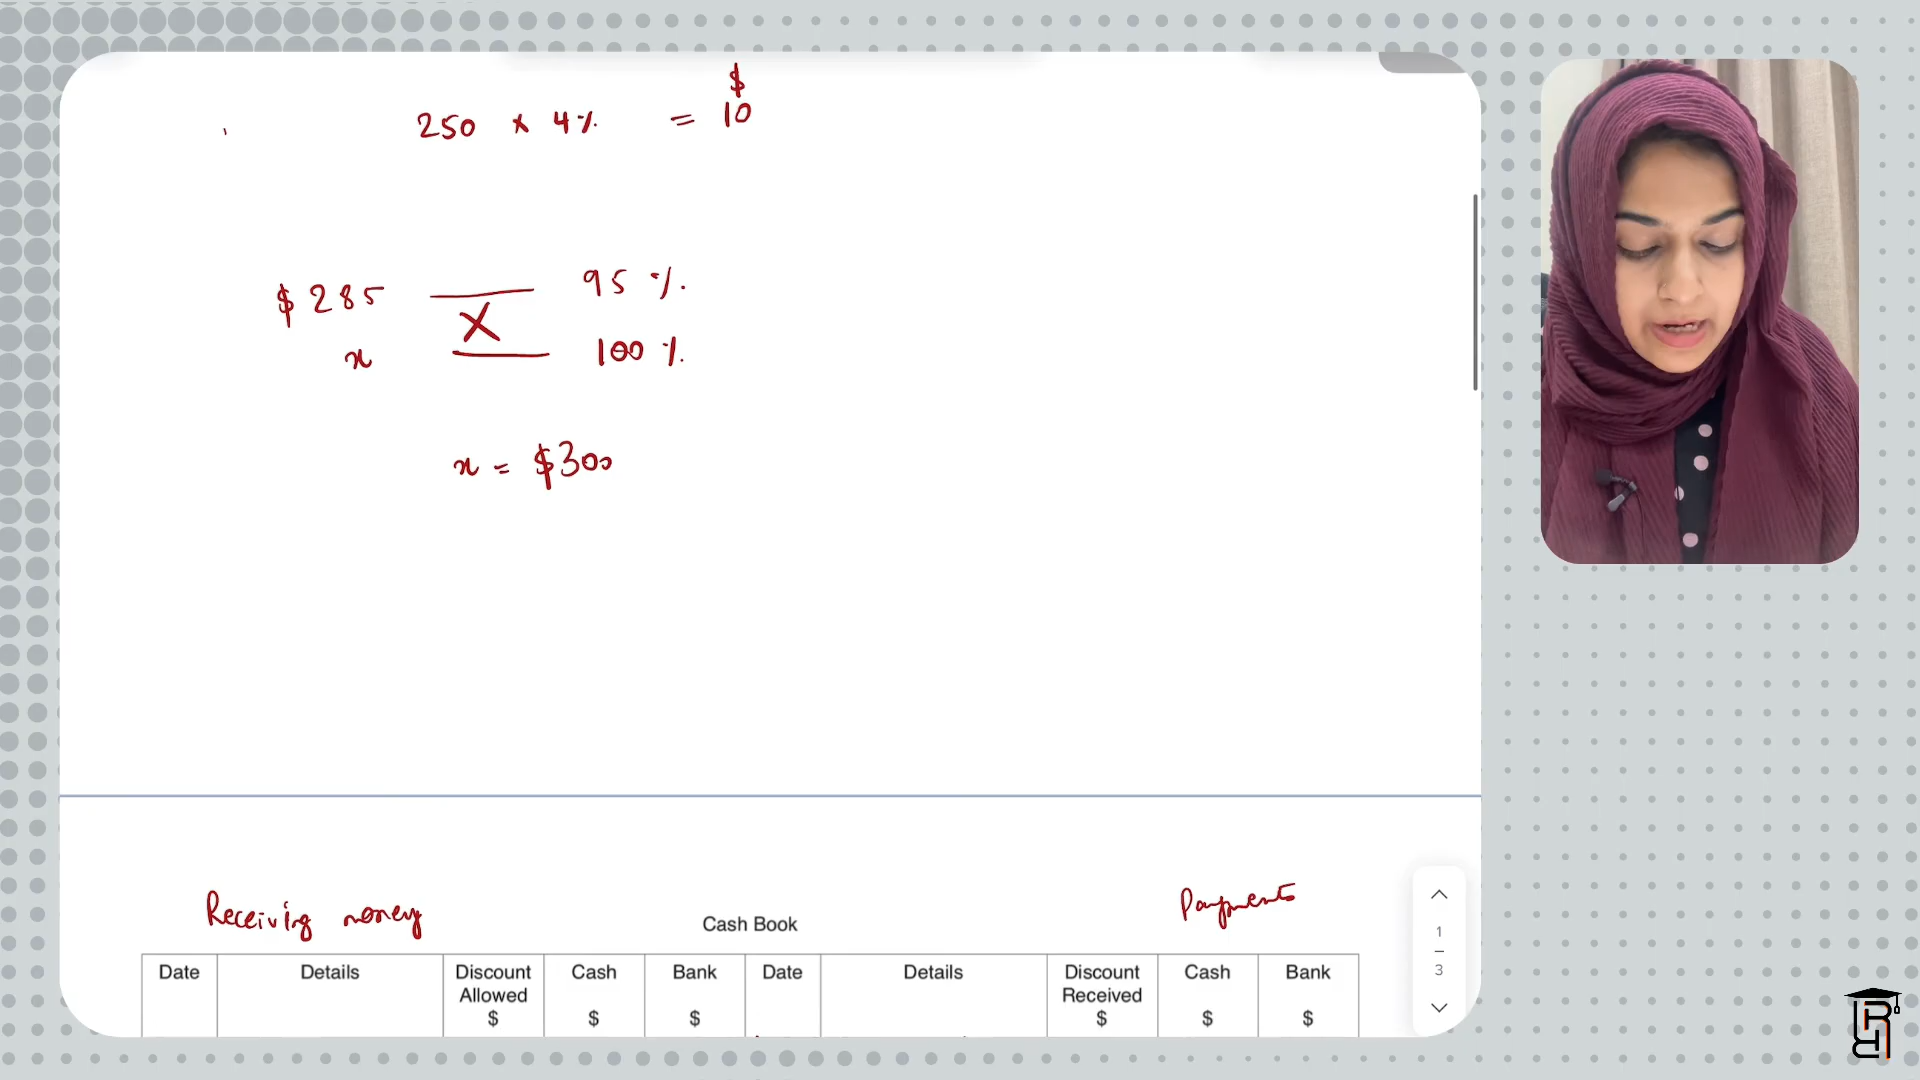 $
250 × 4% = 10
$285 95%
x 100%
x = $300
Receiving money
Payments
Cash Book
Date Details Discount Allowed $ Cash $ Bank $ Date Details Discount Received $ Cash $ Bank $
1
3